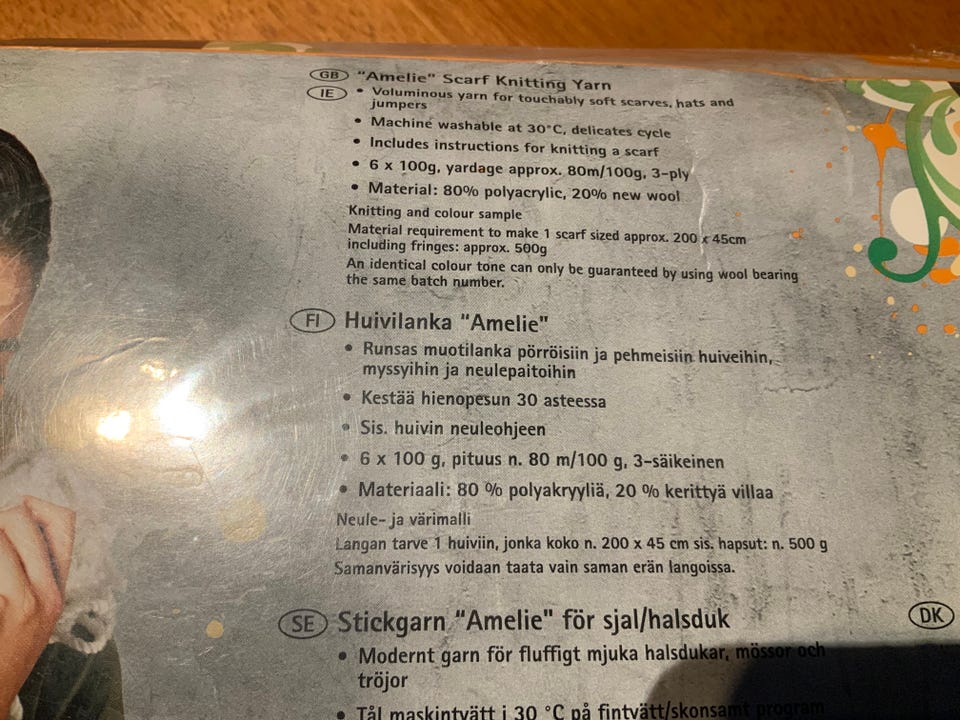 GB "Amelie" Scarf Knitting Yarn
IE • Voluminous yarn for touchably soft scarves, hats and
jumpers
• Machine washable at 30°C, delicates cycle
• Includes instructions for knitting a scarf
• 6 x 100g, yardage approx. 80m/100g, 3-ply
• Material: 80% polyacrylic, 20% new wool
Knitting and colour sample
Material requirement to make 1 scarf sized approx. 200 x 45cm
including fringes: approx. 500g
An identical colour tone can only be guaranteed by using wool bearing
the same batch number.
FI Huivilanka "Amelie"
• Runsas muotilanka pörröisiin ja pehmeisiin huiveihin,
myssyihin ja neulepaitoihin
• Kestää hienopesun 30 asteessa
• Sis. huivin neuleohjeen
• 6 x 100 g, pituus n. 80 m/100 g, 3-säikeinen
• Materiaali: 80 % polyakryyliä, 20 % kerittyä villaa
Neule- ja värimalli
Langan tarve 1 huiviin, jonka koko n. 200 x 45 cm sis. hapsut: n. 500 g
Samanvärisyys voidaan taata vain saman erän langoissa.
SE Stickgarn "Amelie" för sjal/halsduk
• Modernt garn för fluffigt mjuka halsdukar, mössor och
tröjor
• Tål maskintvätt i 30 °C på fintvätt/skonsamt program
DK